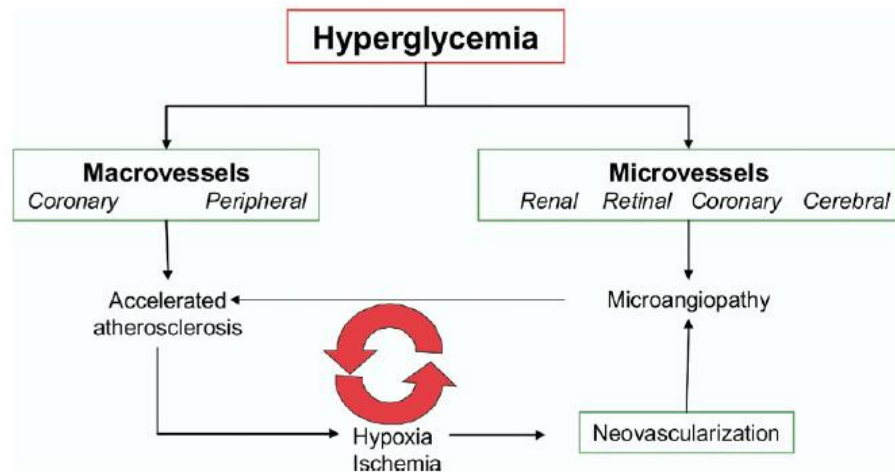 Hyperglycemia
Macrovessels
Coronary Peripheral
Microvessels
Renal Retinal Coronary Cerebral
Accelerated
atherosclerosis
Microangiopathy
Hypoxia
Ischemia
Neovascularization